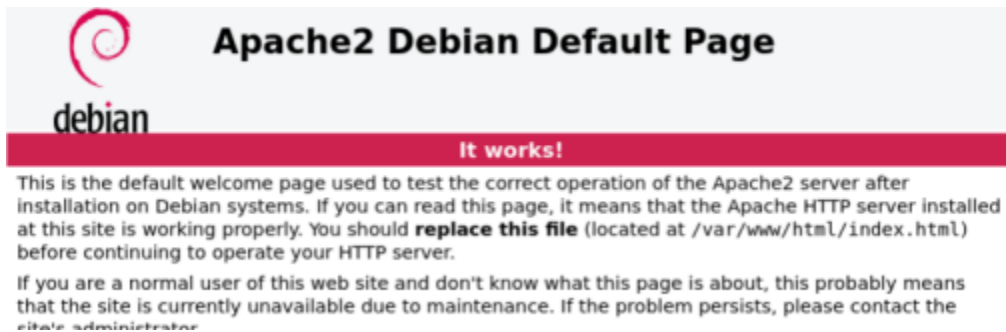 debian
Apache2 Debian Default Page
It works!
This is the default welcome page used to test the correct operation of the Apache2 server after
installation on Debian systems. If you can read this page, it means that the Apache HTTP server installed
at this site is working properly. You should replace this file (located at /var/www/html/index.html)
before continuing to operate your HTTP server.
If you are a normal user of this web site and don't know what this page is about, this probably means
that the site is currently unavailable due to maintenance. If the problem persists, please contact the
site's administrator